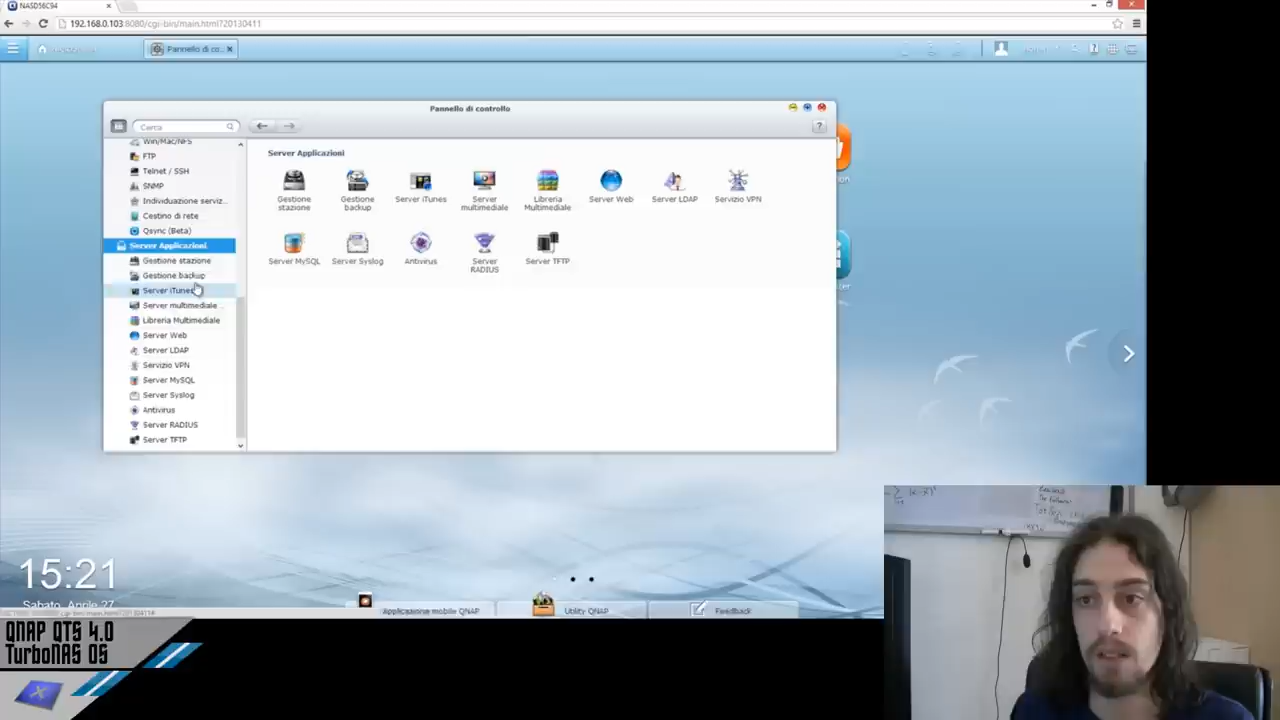 NASD56C94
192.168.0.103:8080/cgi-bin/main.html?20130411
Pannello di co..
Pannello di controllo
Cerca
?
Win/Mac/NFS
FTP
Telnet / SSH
SNMP
Individuazione serviz..
Cestino di rete
Qsync (Beta)
Server Applicazioni
Gestione stazione
Gestione backup
Server iTunes
Server multimediale
Libreria Multimediale
Server Web
Server LDAP
Servizio VPN
Server MySQL
Server Syslog
Antivirus
Server RADIUS
Server TFTP
Server Applicazioni
Gestione stazione
Gestione backup
Server iTunes
Server multimediale
Libreria Multimediale
Server Web
Server LDAP
Servizio VPN
Server MySQL
Server Syslog
Antivirus
Server RADIUS
Server TFTP
15:21
Sabato, Aprile 27
Applicazione mobile QNAP
Utility QNAP
Feedback
QNAP QTS 4.0
TurboNAS OS